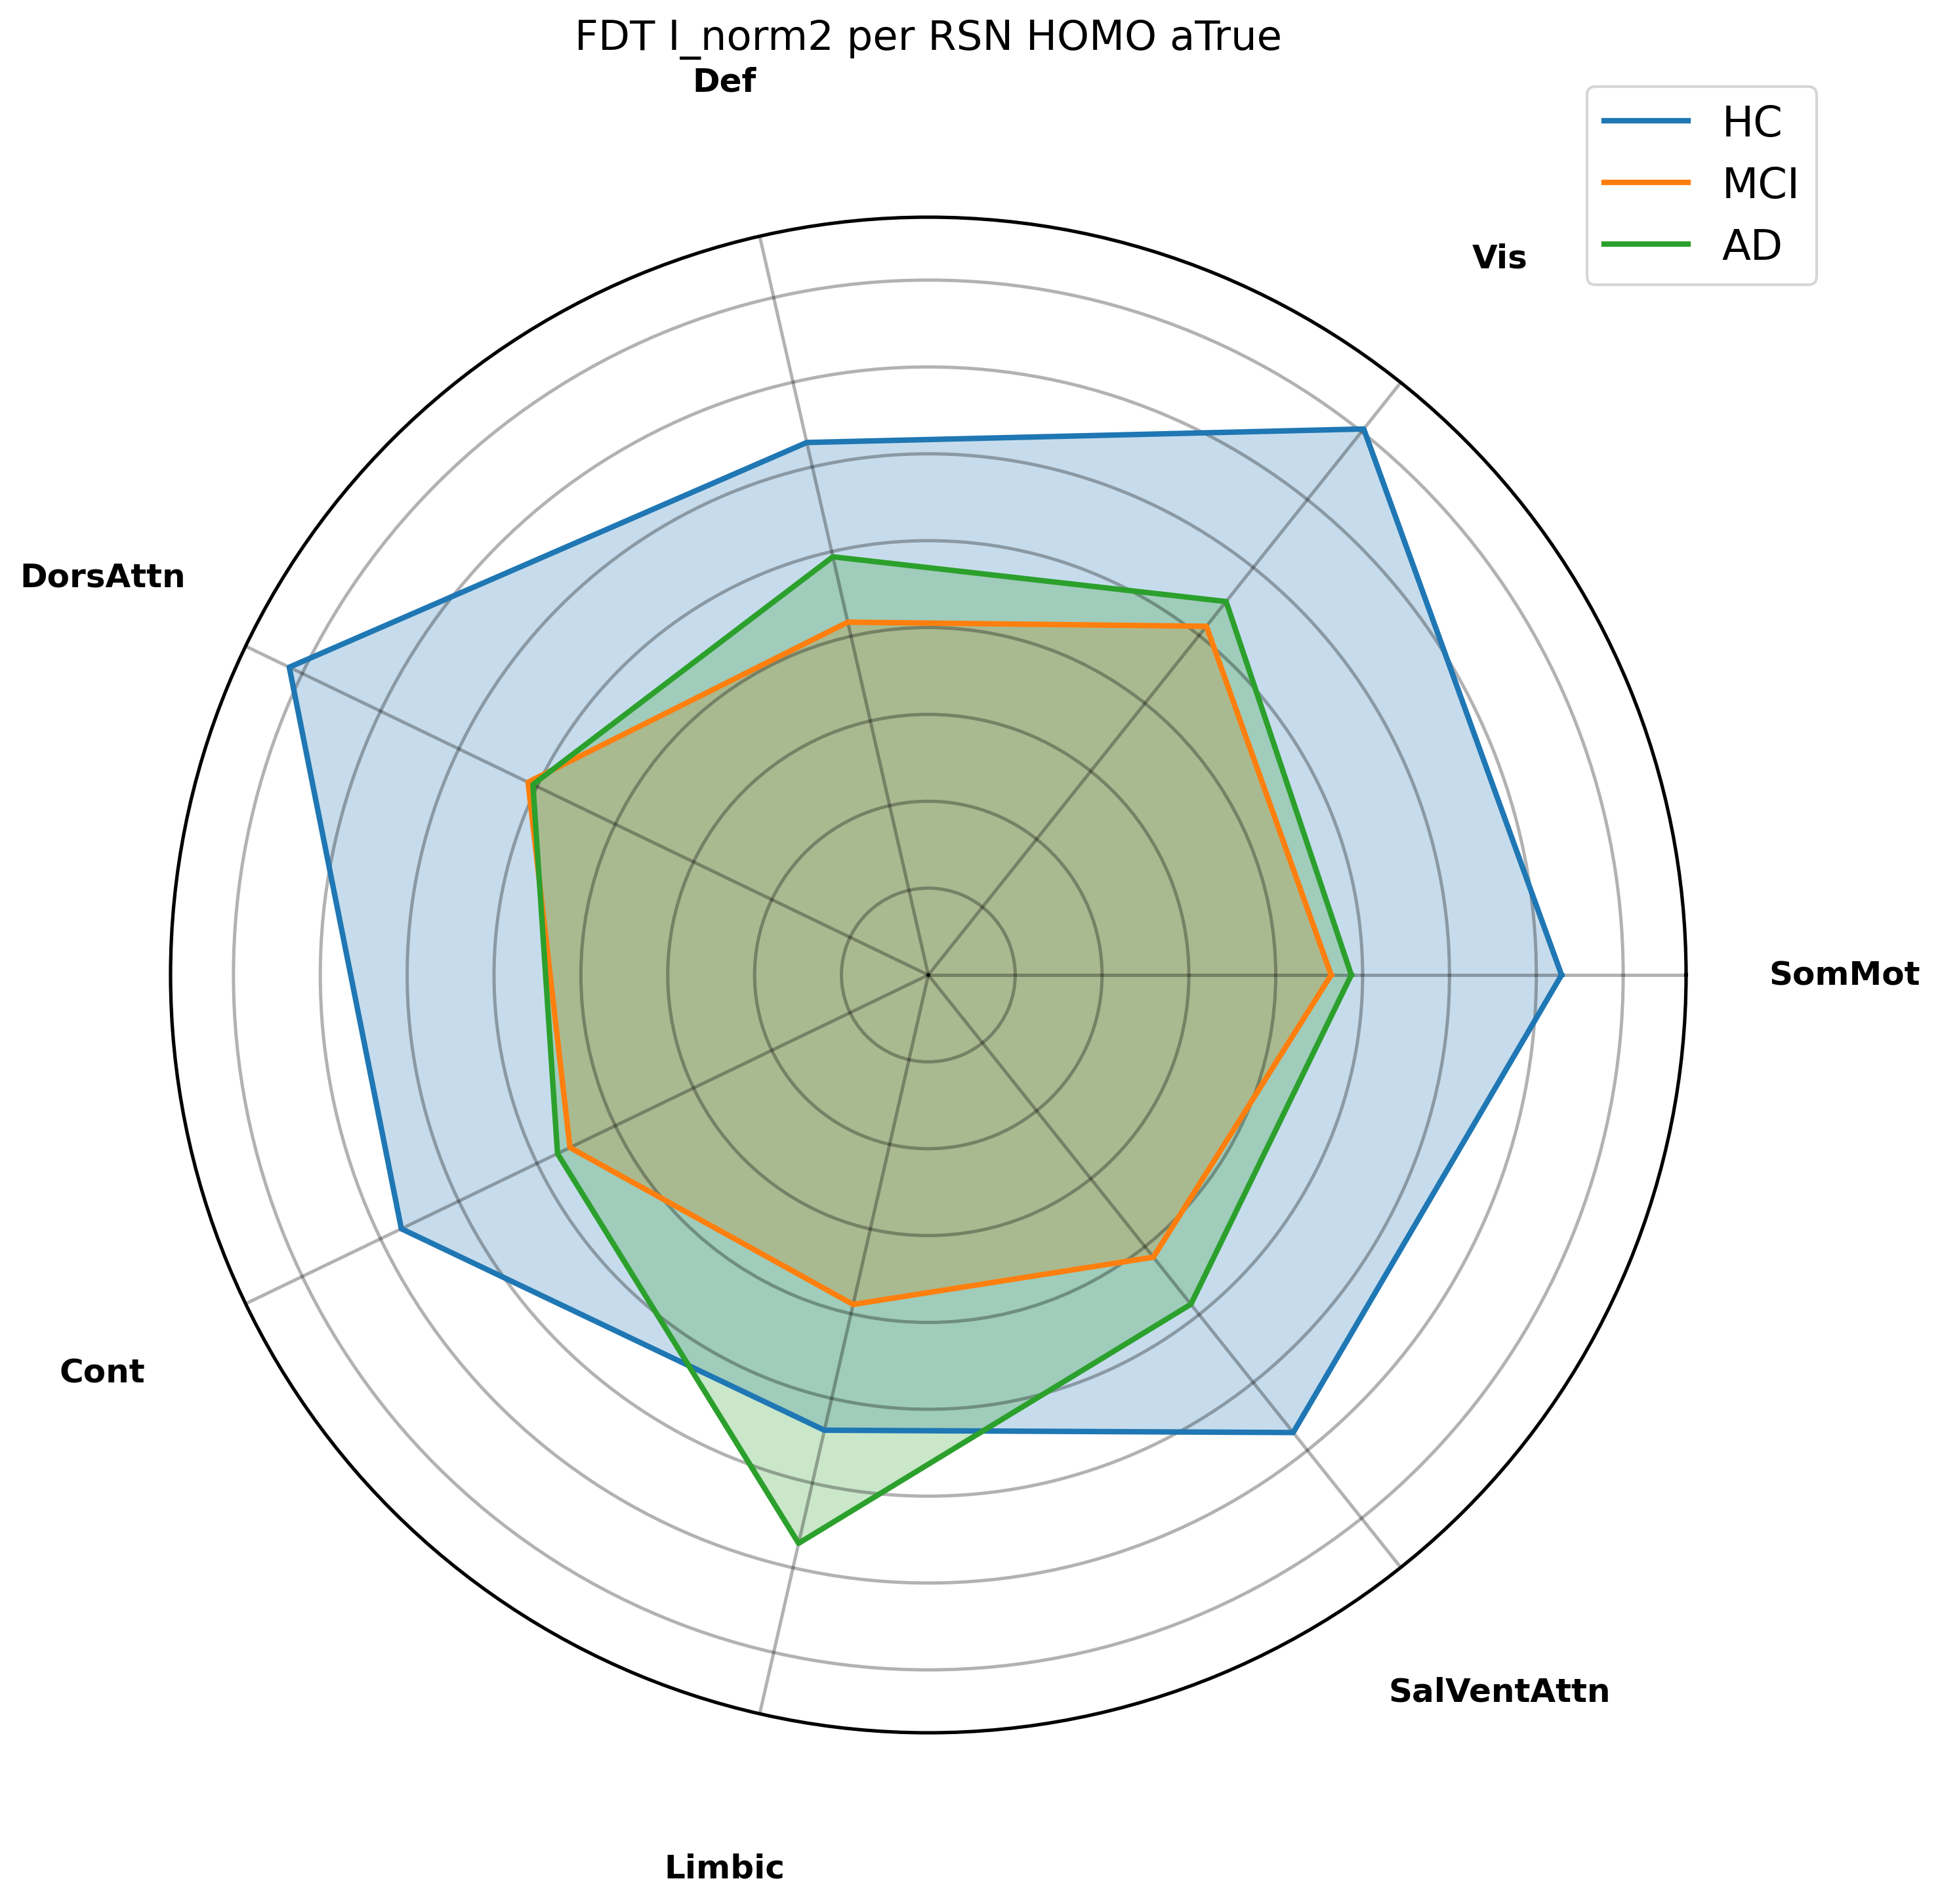 FDT I_norm2 per RSN HOMO aTrue
Def
HC
MCI
AD
Vis
DorsAttn
SomMot
Cont
SalVentAttn
Limbic